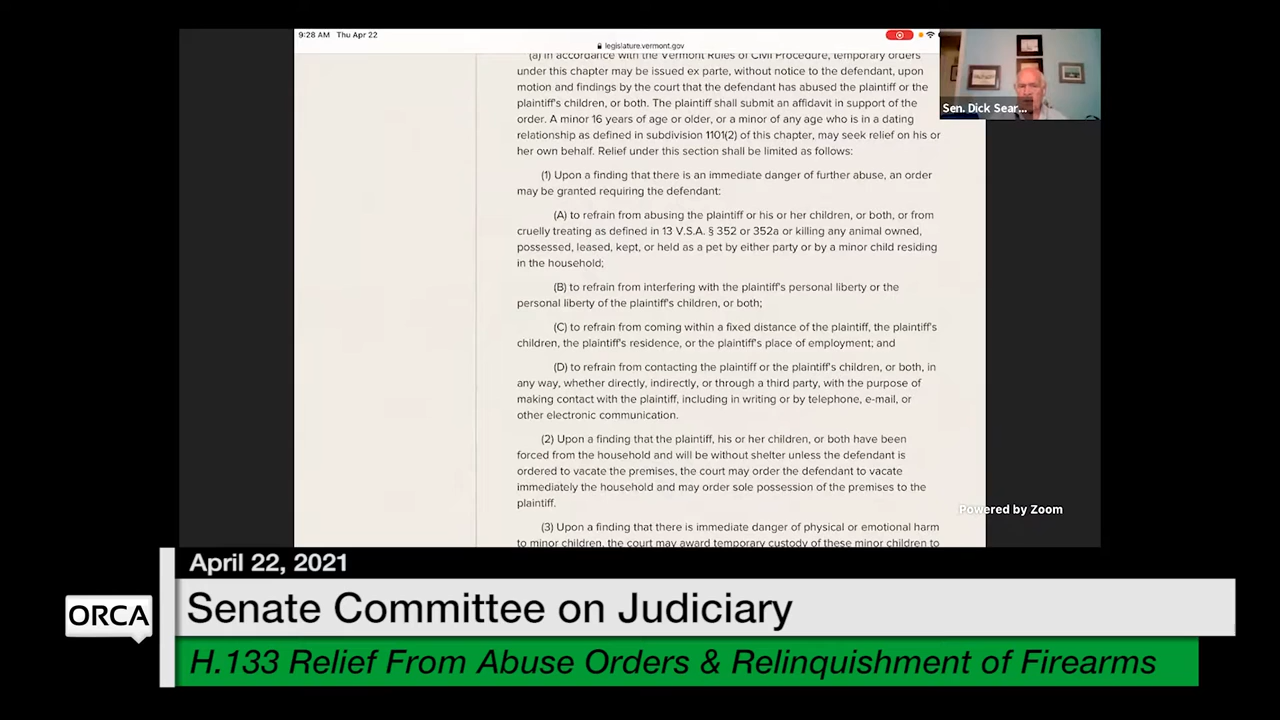 9:28 AM Thu Apr 22
legislature.vermont.gov
(a) In accordance with the Vermont Rules of Civil Procedure, temporary orders
under this chapter may be issued ex parte, without notice to the defendant, upon
motion and findings by the court that the defendant has abused the plaintiff or the
plaintiff's children, or both. The plaintiff shall submit an affidavit in support of the
order. A minor 16 years of age or older, or a minor of any age who is in a dating
relationship as defined in subdivision 1101(2) of this chapter, may seek relief on his or
her own behalf. Relief under this section shall be limited as follows:
(1) Upon a finding that there is an immediate danger of further abuse, an order
may be granted requiring the defendant:
(A) to refrain from abusing the plaintiff or his or her children, or both, or from
cruelly treating as defined in 13 V.S.A. § 352 or 352a or killing any animal owned,
possessed, leased, kept, or held as a pet by either party or by a minor child residing
in the household;
(B) to refrain from interfering with the plaintiff's personal liberty or the
personal liberty of the plaintiff's children, or both;
(C) to refrain from coming within a fixed distance of the plaintiff, the plaintiff's
children, the plaintiff's residence, or the plaintiff's place of employment; and
(D) to refrain from contacting the plaintiff or the plaintiff's children, or both, in
any way, whether directly, indirectly, or through a third party, with the purpose of
making contact with the plaintiff, including in writing or by telephone, e-mail, or
other electronic communication.
(2) Upon a finding that the plaintiff, his or her children, or both have been
forced from the household and will be without shelter unless the defendant is
ordered to vacate the premises, the court may order the defendant to vacate
immediately the household and may order sole possession of the premises to the
plaintiff.
(3) Upon a finding that there is immediate danger of physical or emotional harm
to minor children, the court may award temporary custody of these minor children to
Sen. Dick Sear...
Powered by Zoom
April 22, 2021
ORCA
Senate Committee on Judiciary
H.133 Relief From Abuse Orders & Relinquishment of Firearms